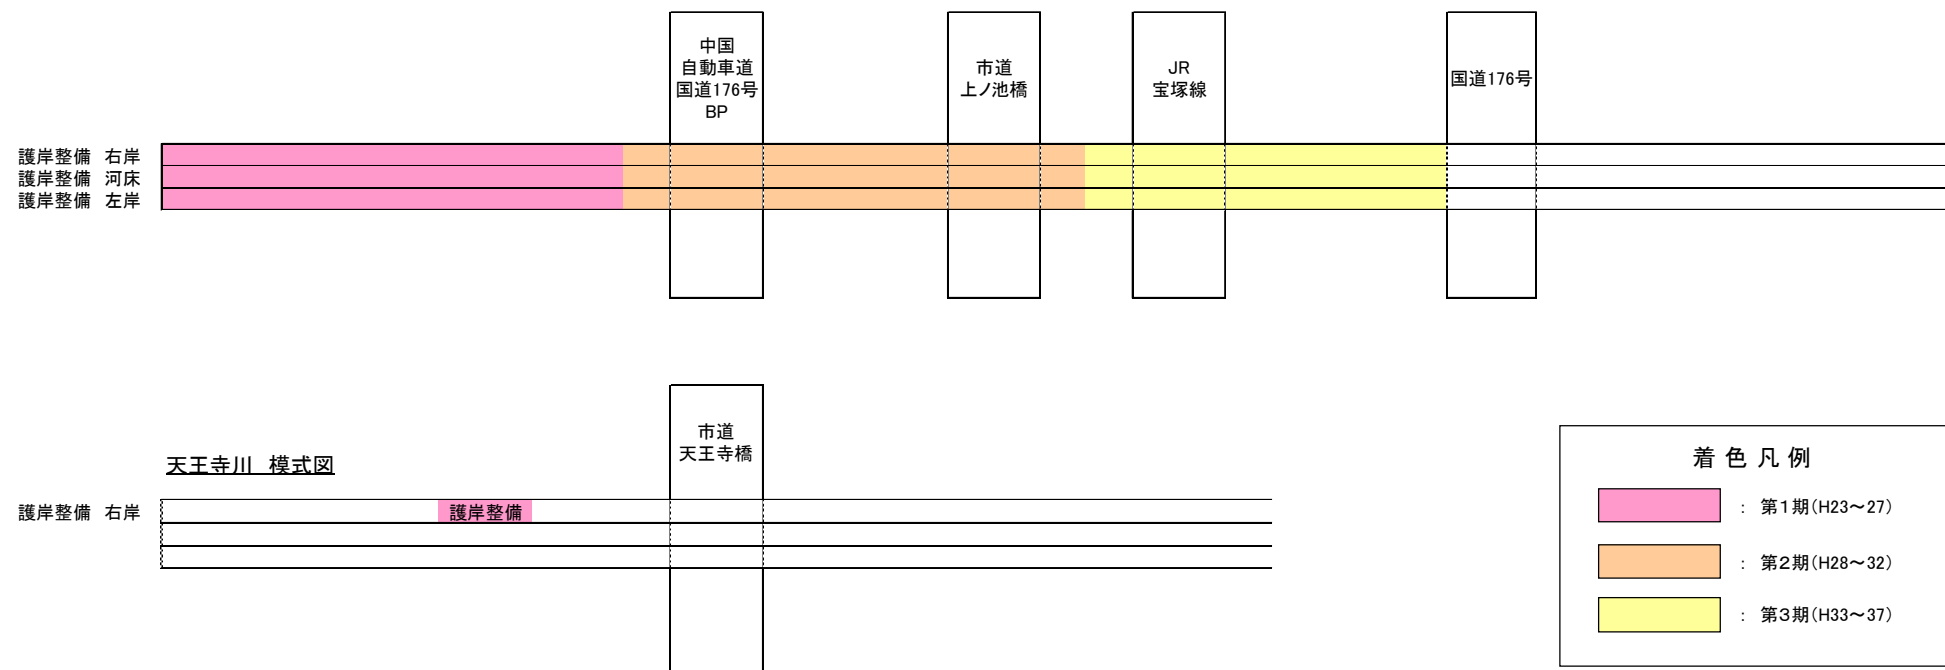 中国
自動車道
国道176号
BP
市道
上ノ池橋
JR
宝塚線
国道176号
護岸整備 右岸
護岸整備 河床
護岸整備 左岸
市道
天王寺橋
天王寺川 模式図
護岸整備 右岸
護岸整備
着色凡例
： 第１期(H23～27)
： 第２期(H28～32)
： 第３期(H33～37)